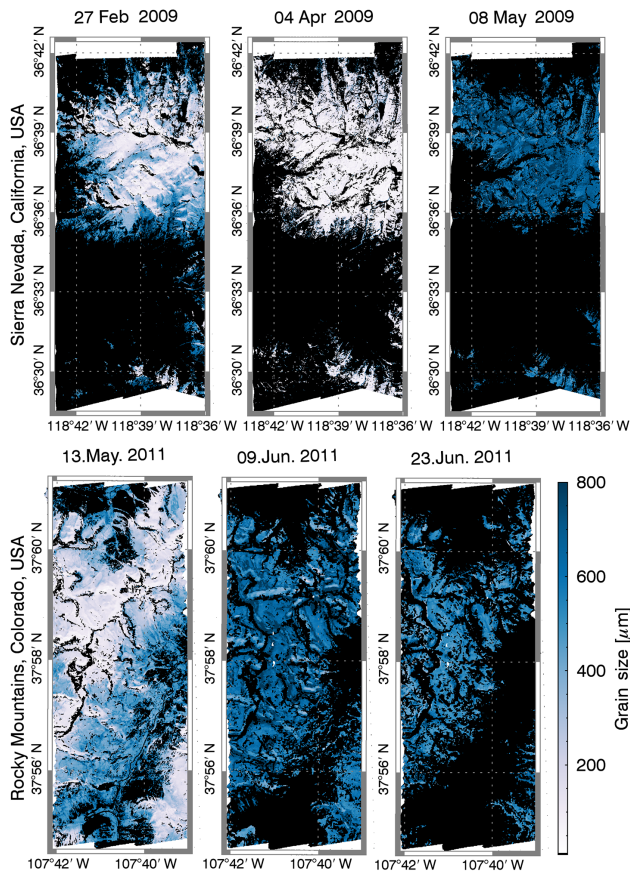 27 Feb 2009
04 Apr 2009
08 May 2009
Sierra Nevada, California, USA
36°42′ N
36°39′ N
36°36′ N
36°33′ N
36°30′ N
36°42′ N
36°39′ N
36°36′ N
36°33′ N
36°30′ N
36°42′ N
36°39′ N
36°36′ N
36°33′ N
36°30′ N
118°42′ W 118°39′ W 118°36′ W
118°42′ W 118°39′ W 118°36′ W
118°42′ W 118°39′ W 118°36′ W
13.May. 2011
09.Jun. 2011
23.Jun. 2011
Rocky Mountains, Colorado, USA
37°60′ N
37°58′ N
37°56′ N
37°60′ N
37°58′ N
37°56′ N
37°60′ N
37°58′ N
37°56′ N
107°42′ W 107°40′ W
107°42′ W 107°40′ W
107°42′ W 107°40′ W
800
600
400
200
Grain size [μm]